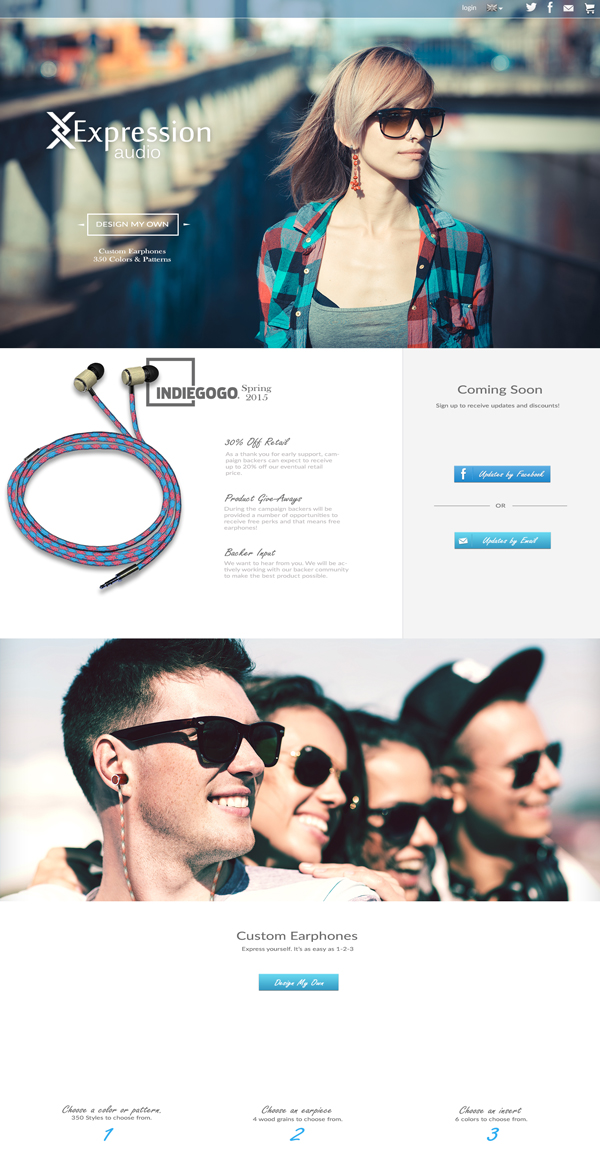 login
Expression
audio
DESIGN MY OWN
Custom Earphones
350 Colors & Patterns
INDIEGOGO.
Spring
2015
30% Off Retail
As a thank you for early support, cam-
paign backers can expect to receive
up to 20% off our eventual retail
price.
Product Give-Aways
During the campaign backers will be
provided a number of opportunities to
receive free perks and that means free
earphones!
Backer Input
We want to hear from you. We will be ac-
tively working with our backer community
to make the best product possible.
Coming Soon
Sign up to receive updates and discounts!
Updates by Facebook
OR
Updates by Email
Custom Earphones
Express yourself. It's as easy as 1-2-3
Design My Own
Choose a color or pattern.
350 Styles to choose from.
1
Choose an earpiece
4 wood grains to choose from.
2
Choose an insert
6 colors to choose from.
3